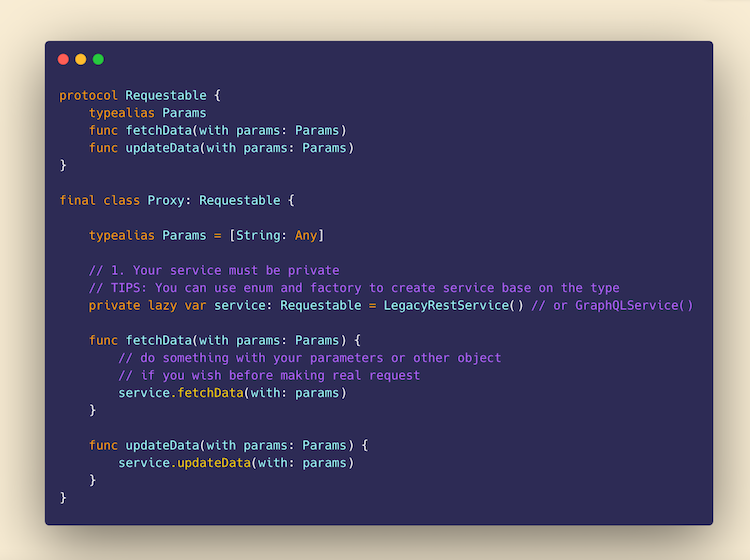 protocol Requestable {
    typealias Params
    func fetchData(with params: Params)
    func updateData(with params: Params)
}

final class Proxy: Requestable {

    typealias Params = [String: Any]

    // 1. Your service must be private
    // TIPS: You can use enum and factory to create service base on the type
    private lazy var service: Requestable = LegacyRestService() // or GraphQLService()

    func fetchData(with params: Params) {
        // do something with your parameters or other object
        // if you wish before making real request
        service.fetchData(with: params)
    }

    func updateData(with params: Params) {
        service.updateData(with: params)
    }
}